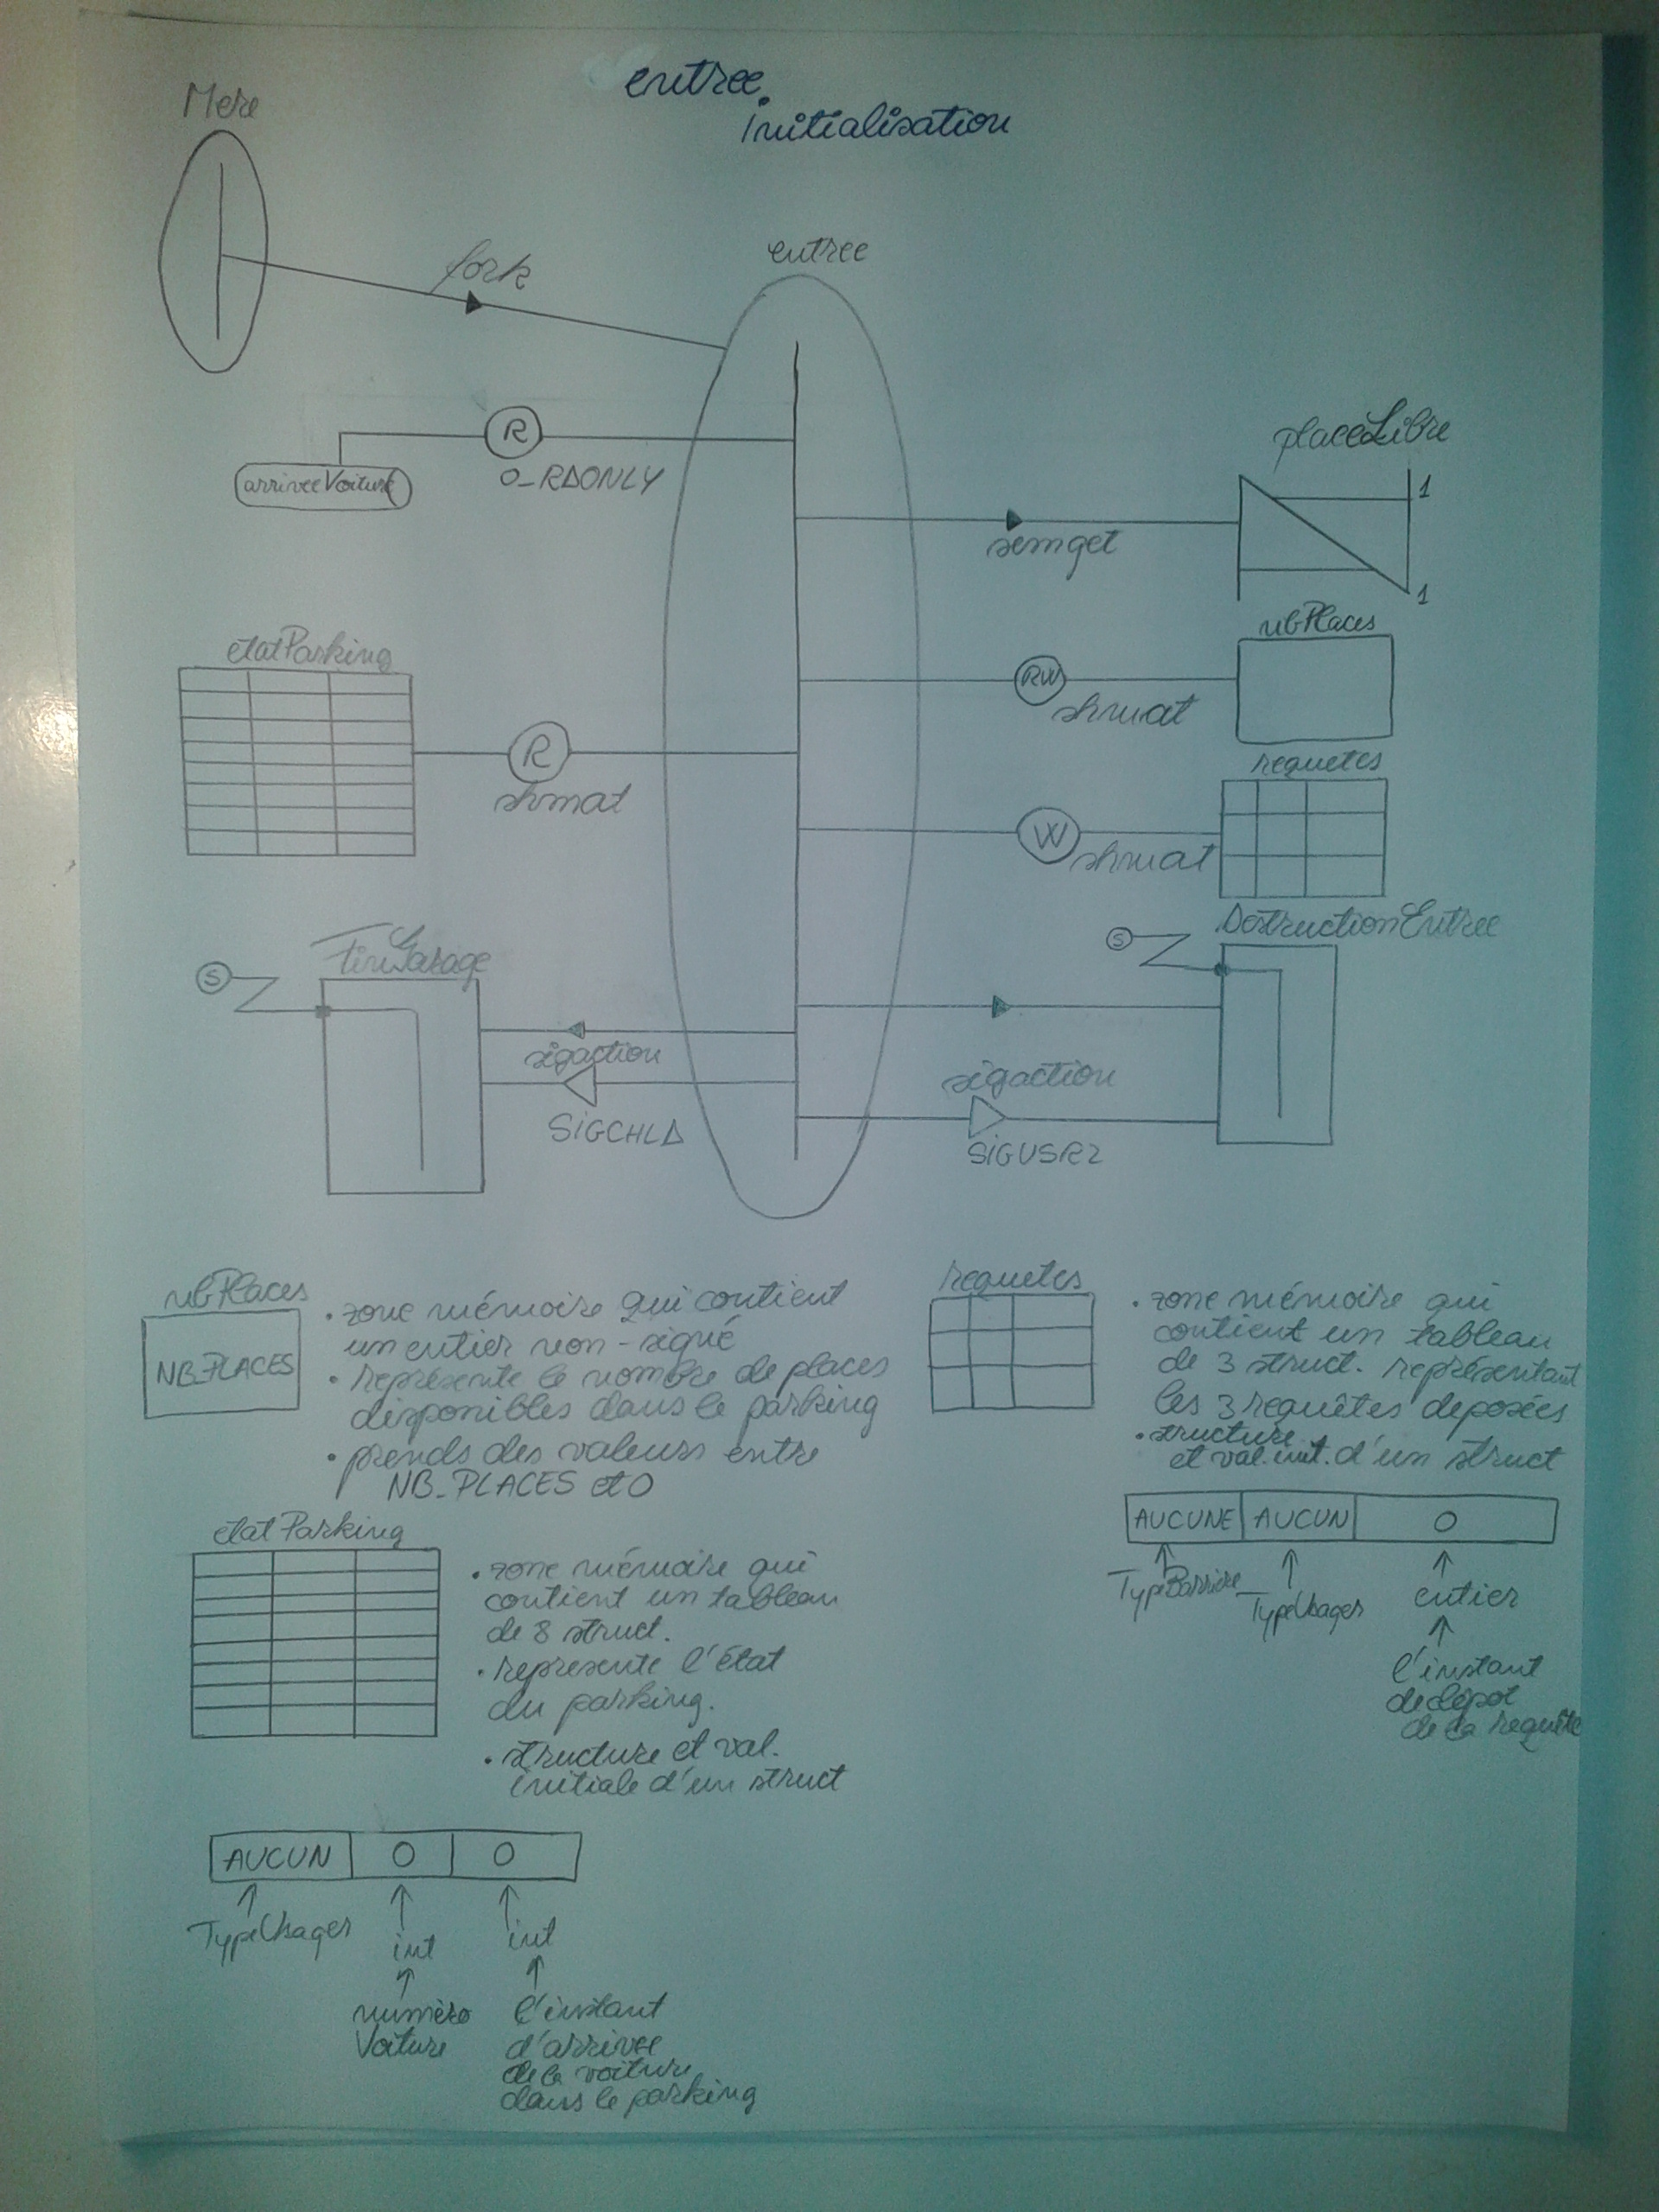 entree
initialisation
Mere
fork
entree
R
O_RDONLY
arriveeVoiture
placeLibre
1
semget
1
nbPlaces
RW
shmat
etatParking
R
shmat
requetes
W
shmat
FinGarage
S
sigaction
SIGCHLD
DestructionEntree
S
sigaction
SIGUSR2
nbPlaces
NB_PLACES
• zone mémoire qui contient
un entier non-signé
• représente le nombre de places
disponibles dans le parking
• prends des valeurs entre
NB_PLACES et 0
requetes
• zone mémoire qui
contient un tableau
de 3 struct. représentant
les 3 requêtes deposées
• structure
et val. init. d'un struct
AUCUNE AUCUN 0
TypeBarriere
TypeUsager
entier
l'instant
de dépot
de la requête
etatParking
• zone mémoire qui
contient un tableau
de 8 struct.
• represente l'état
du parking.
• structure et val.
initiale d'un struct
AUCUN 0 0
TypeUsager
int
int
numèro
Voiture
l'instant
d'arrivee
de la voiture
dans le parking